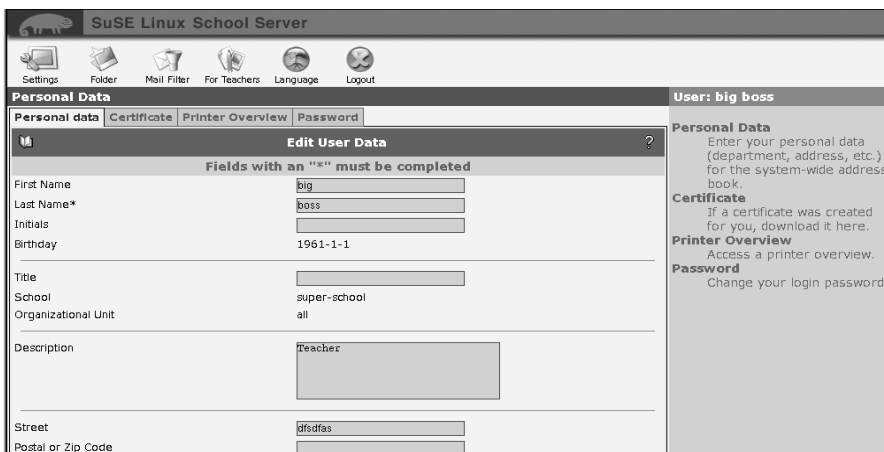 SuSE Linux School Server
Settings Folder Mail Filter For Teachers Language Logout
Personal Data
Personal data Certificate Printer Overview Password
Edit User Data ?
Fields with an "*" must be completed
First Name big
Last Name* boss
Initials
Birthday 1961-1-1
Title
School super-school
Organizational Unit all
Description Teacher
Street dfsdfas
Postal or Zip Code
User: big boss
Personal Data
Enter your personal data
(department, address, etc.)
for the system-wide address
book.
Certificate
If a certificate was created
for you, download it here.
Printer Overview
Access a printer overview.
Password
Change your login password